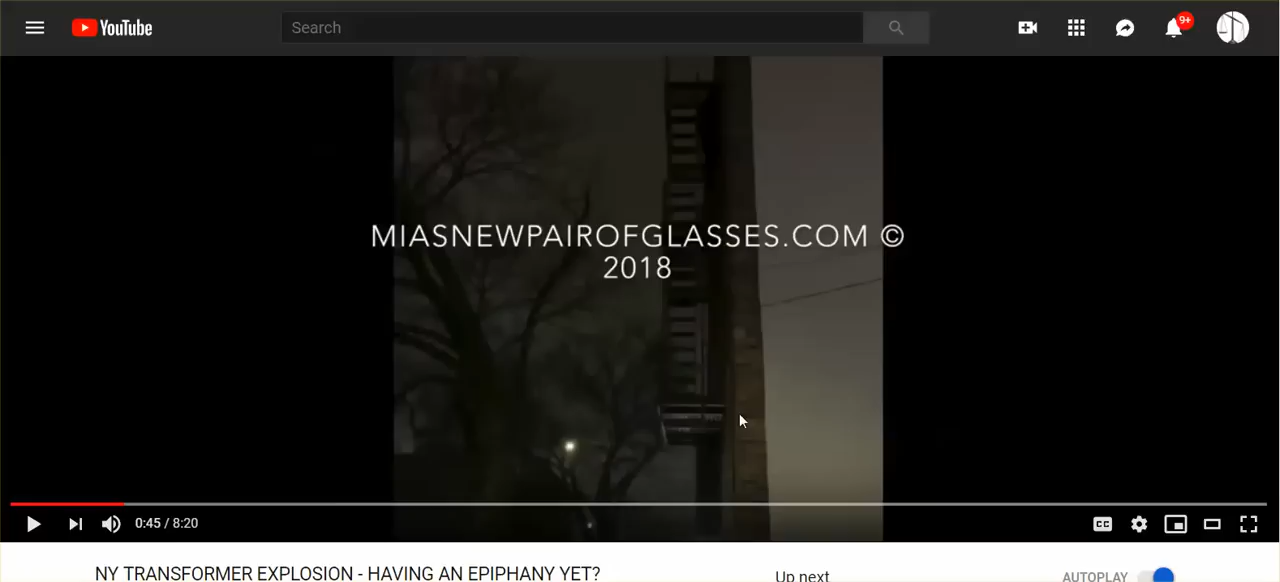 YouTube
Search
9+
MIASNEWPAIROFGLASSES.COM ©
2018
0:45 / 8:20
CC
NY TRANSFORMER EXPLOSION - HAVING AN EPIPHANY YET?
Up next
AUTOPLAY